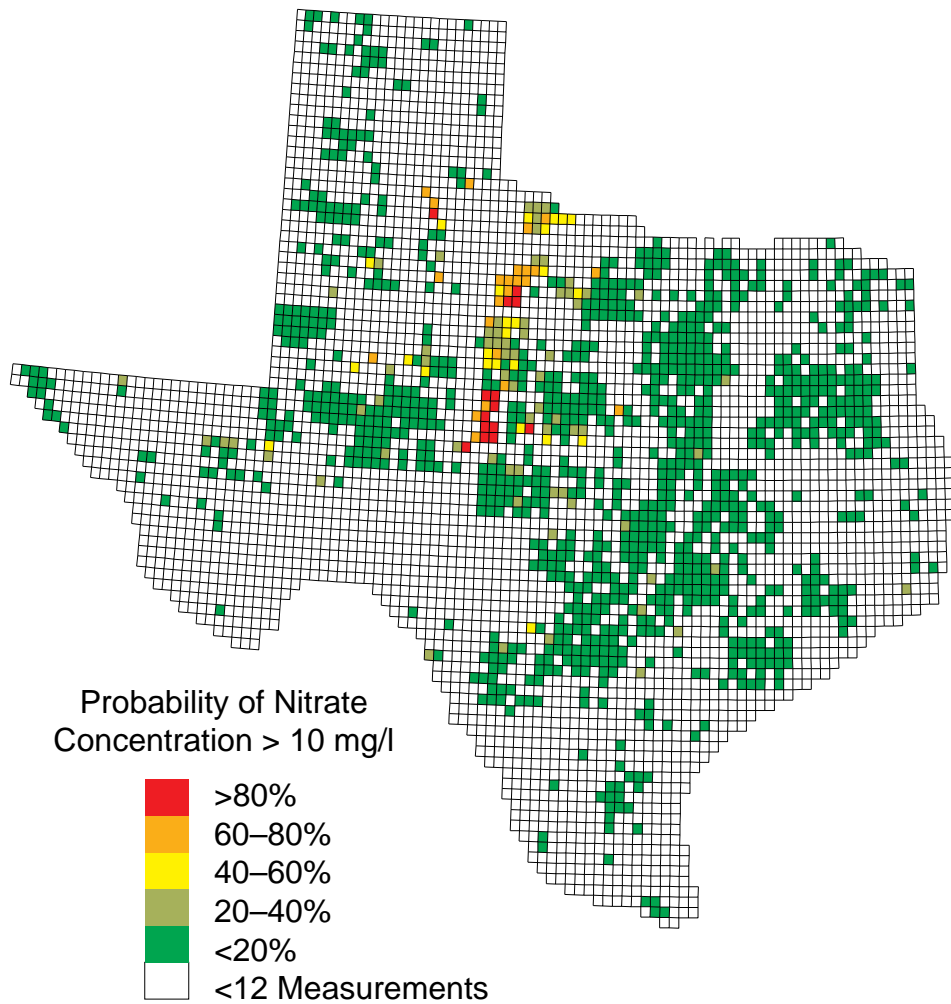 Probability of Nitrate
Concentration > 10 mg/l
>80%
60–80%
40–60%
20–40%
<20%
<12 Measurements